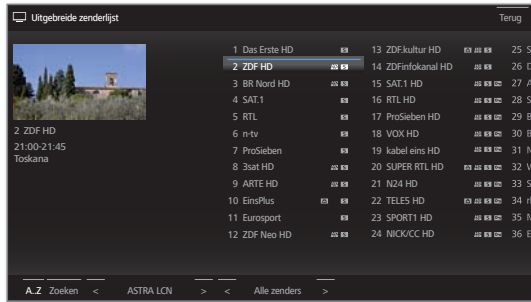 Uitgebreide zenderlijst
Terug
1 Das Erste HD
2 ZDF HD
3 BR Nord HD
4 SAT.1
5 RTL
6 n-tv
7 ProSieben
8 3sat HD
9 ARTE HD
10 EinsPlus
11 Eurosport
12 ZDF Neo HD
13 ZDF.kultur HD
14 ZDFinfokanal HD
15 SAT.1 HD
16 RTL HD
17 ProSieben HD
18 VOX HD
19 kabel eins HD
20 SUPER RTL HD
21 N24 HD
22 TELE5 HD
23 SPORT1 HD
24 NICK/CC HD
25 S
26 D
27 A
28 S
29 B
30 B
31 N
32 W
33 S
34 r
35 N
36 E
2 ZDF HD
21:00-21:45
Toskana
A..Z Zoeken < ASTRA LCN > < Alle zenders >